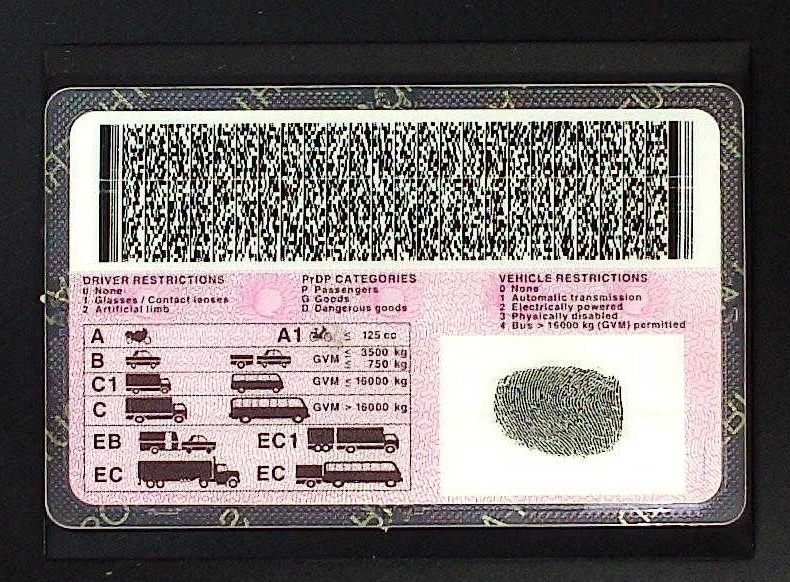 DRIVER RESTRICTIONS
0 None
1 Glasses / Contact lenses
2 Artificial limb
PrDP CATEGORIES
P Passengers
G Goods
D Dangerous goods
VEHICLE RESTRICTIONS
0 None
1 Automatic transmission
2 Electrically powered
3 Physically disabled
4 Bus > 16000 kg (GVM) permitted
A A1 ≤ 125 cc
B GVM ≤ 3500 kg
≤ 750 kg
C1 GVM ≤ 16000 kg
C GVM > 16000 kg
EB EC1
EC EC